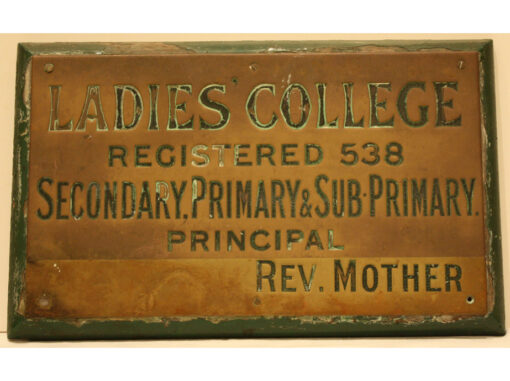 LADIES' COLLEGE
REGISTERED 538
SECONDARY, PRIMARY & SUB-PRIMARY.
PRINCIPAL
REV. MOTHER